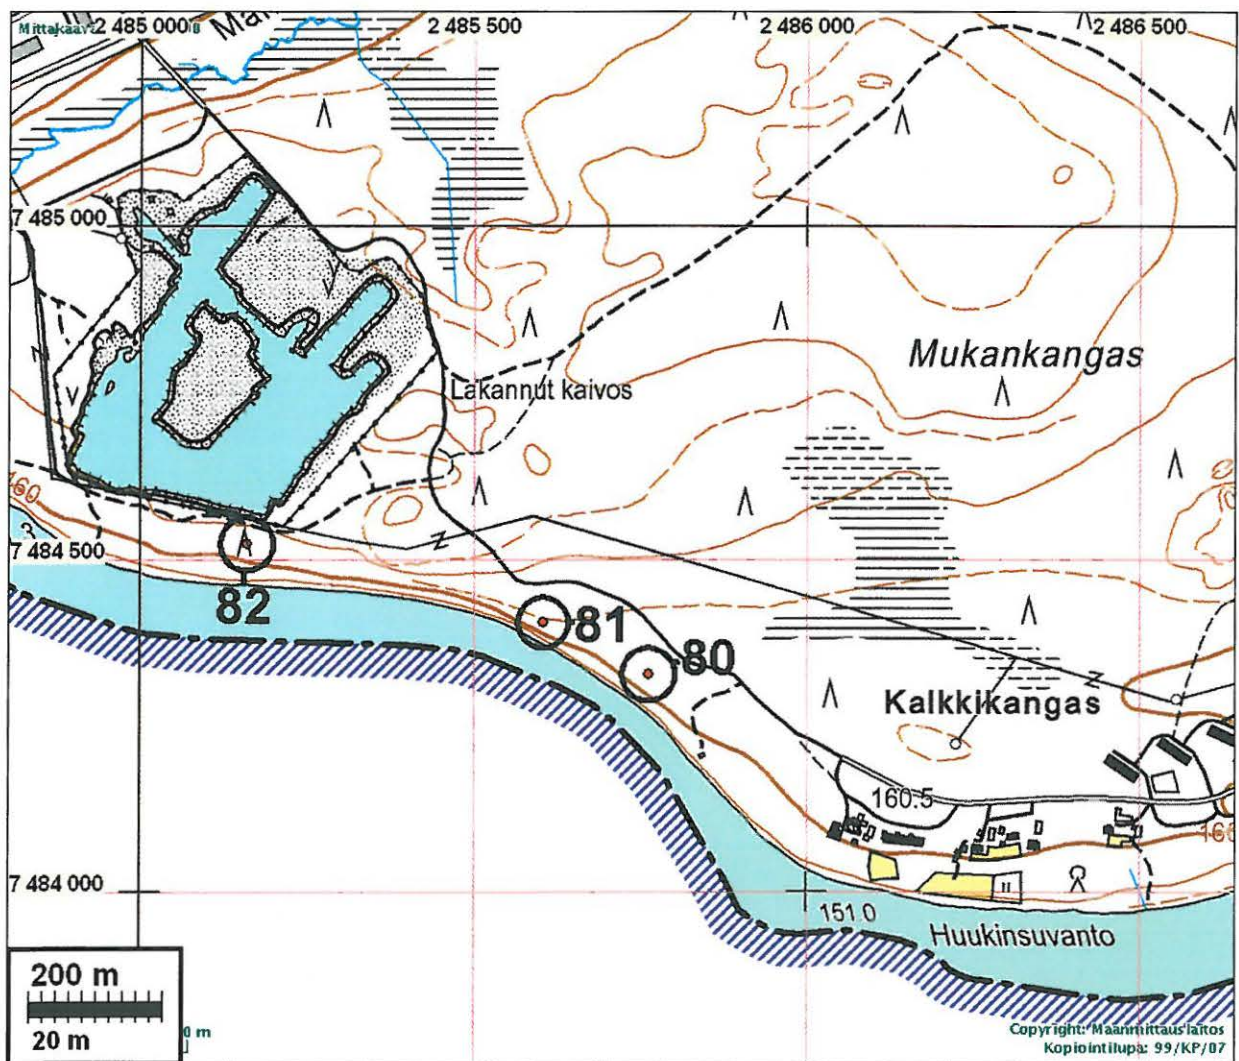 Mittakaava
2 485 000
2 485 500
2 486 000
2 486 500
7 485 000
Mukankangas
Lakannut kaivos
160
3
7 484 500
N
N
N
82
81
80
Kalkkikangas
160.5
7 484 000
151.0
Huukinsuvanto
200 m
20 m
0 m
Copyright: Maanmittauslaitos
Kopiointilupa: 99/KP/07